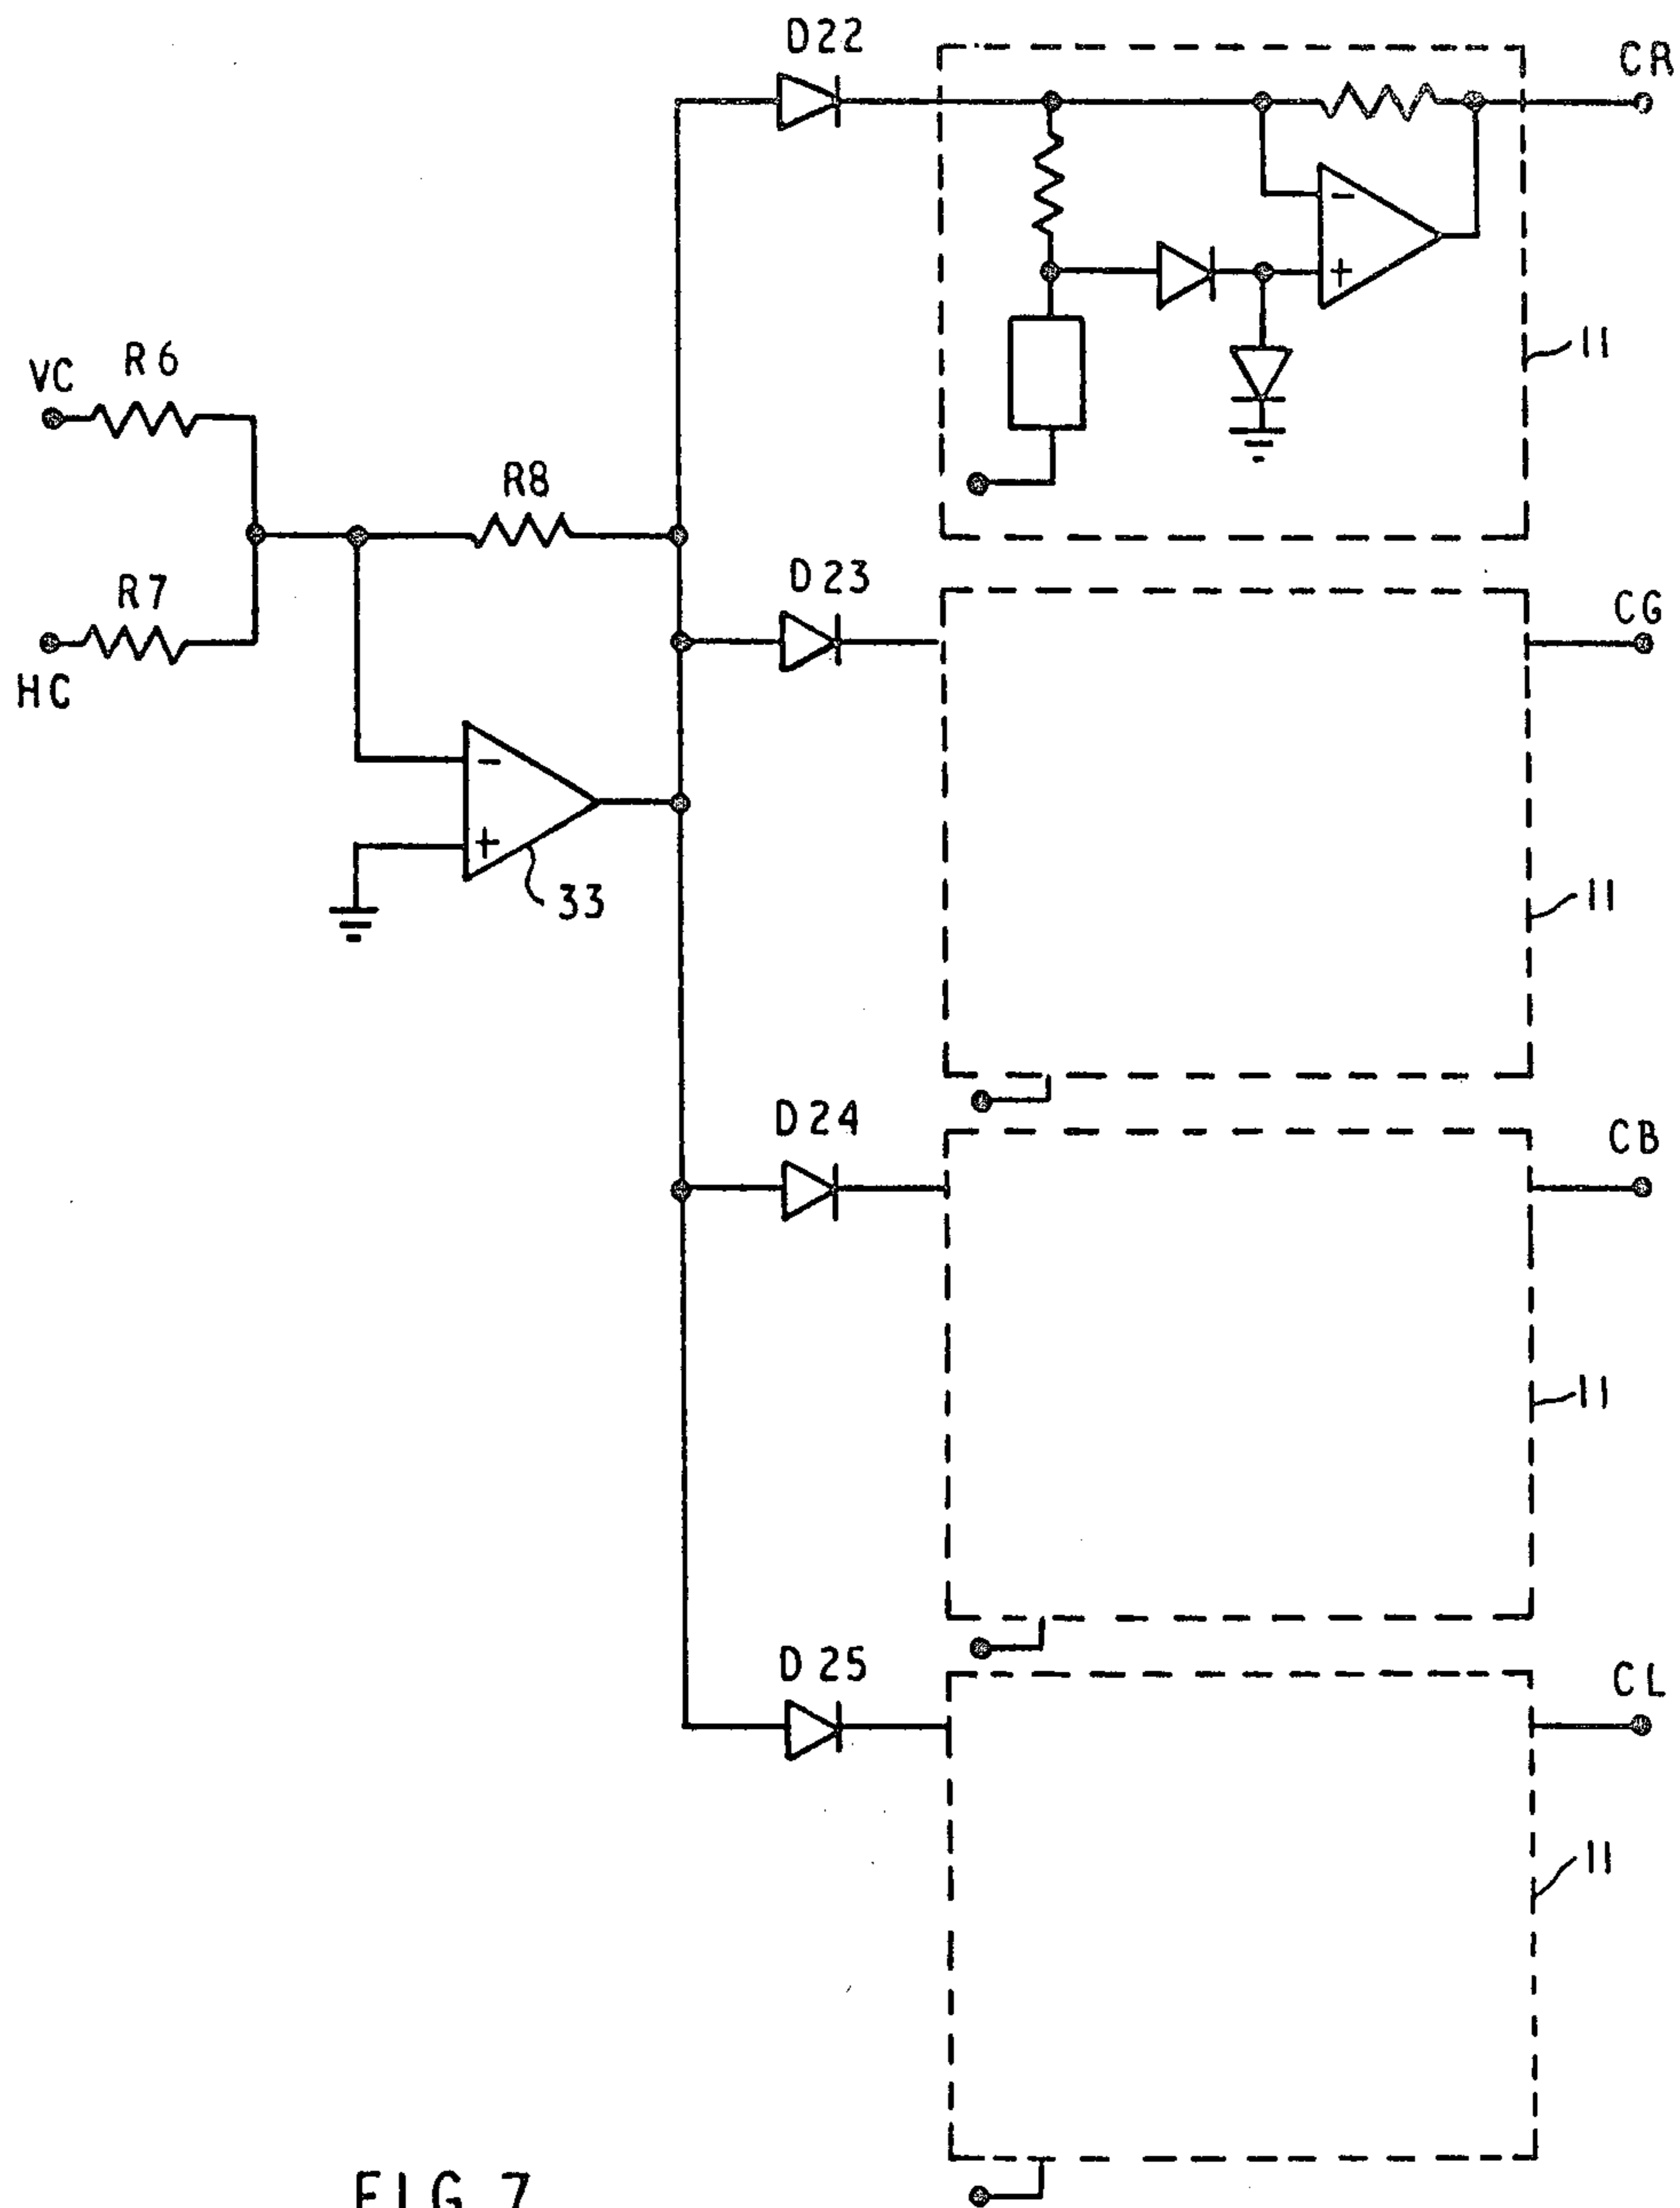 D22
CR
-
+
11
VC
R6
R8
R7
HC
D23
CG
-
+
33
11
D24
CB
11
D25
CL
11
FIG 7